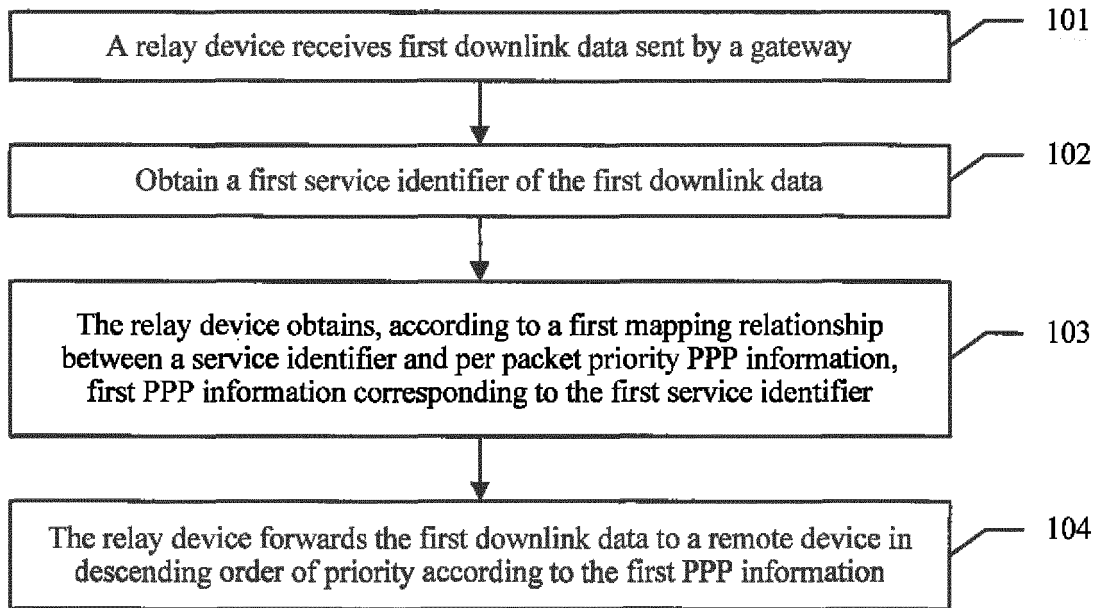 A relay device receives first downlink data sent by a gateway
101
Obtain a first service identifier of the first downlink data
102
The relay device obtains, according to a first mapping relationship
between a service identifier and per packet priority PPP information,
first PPP information corresponding to the first service identifier
103
The relay device forwards the first downlink data to a remote device in
descending order of priority according to the first PPP information
104